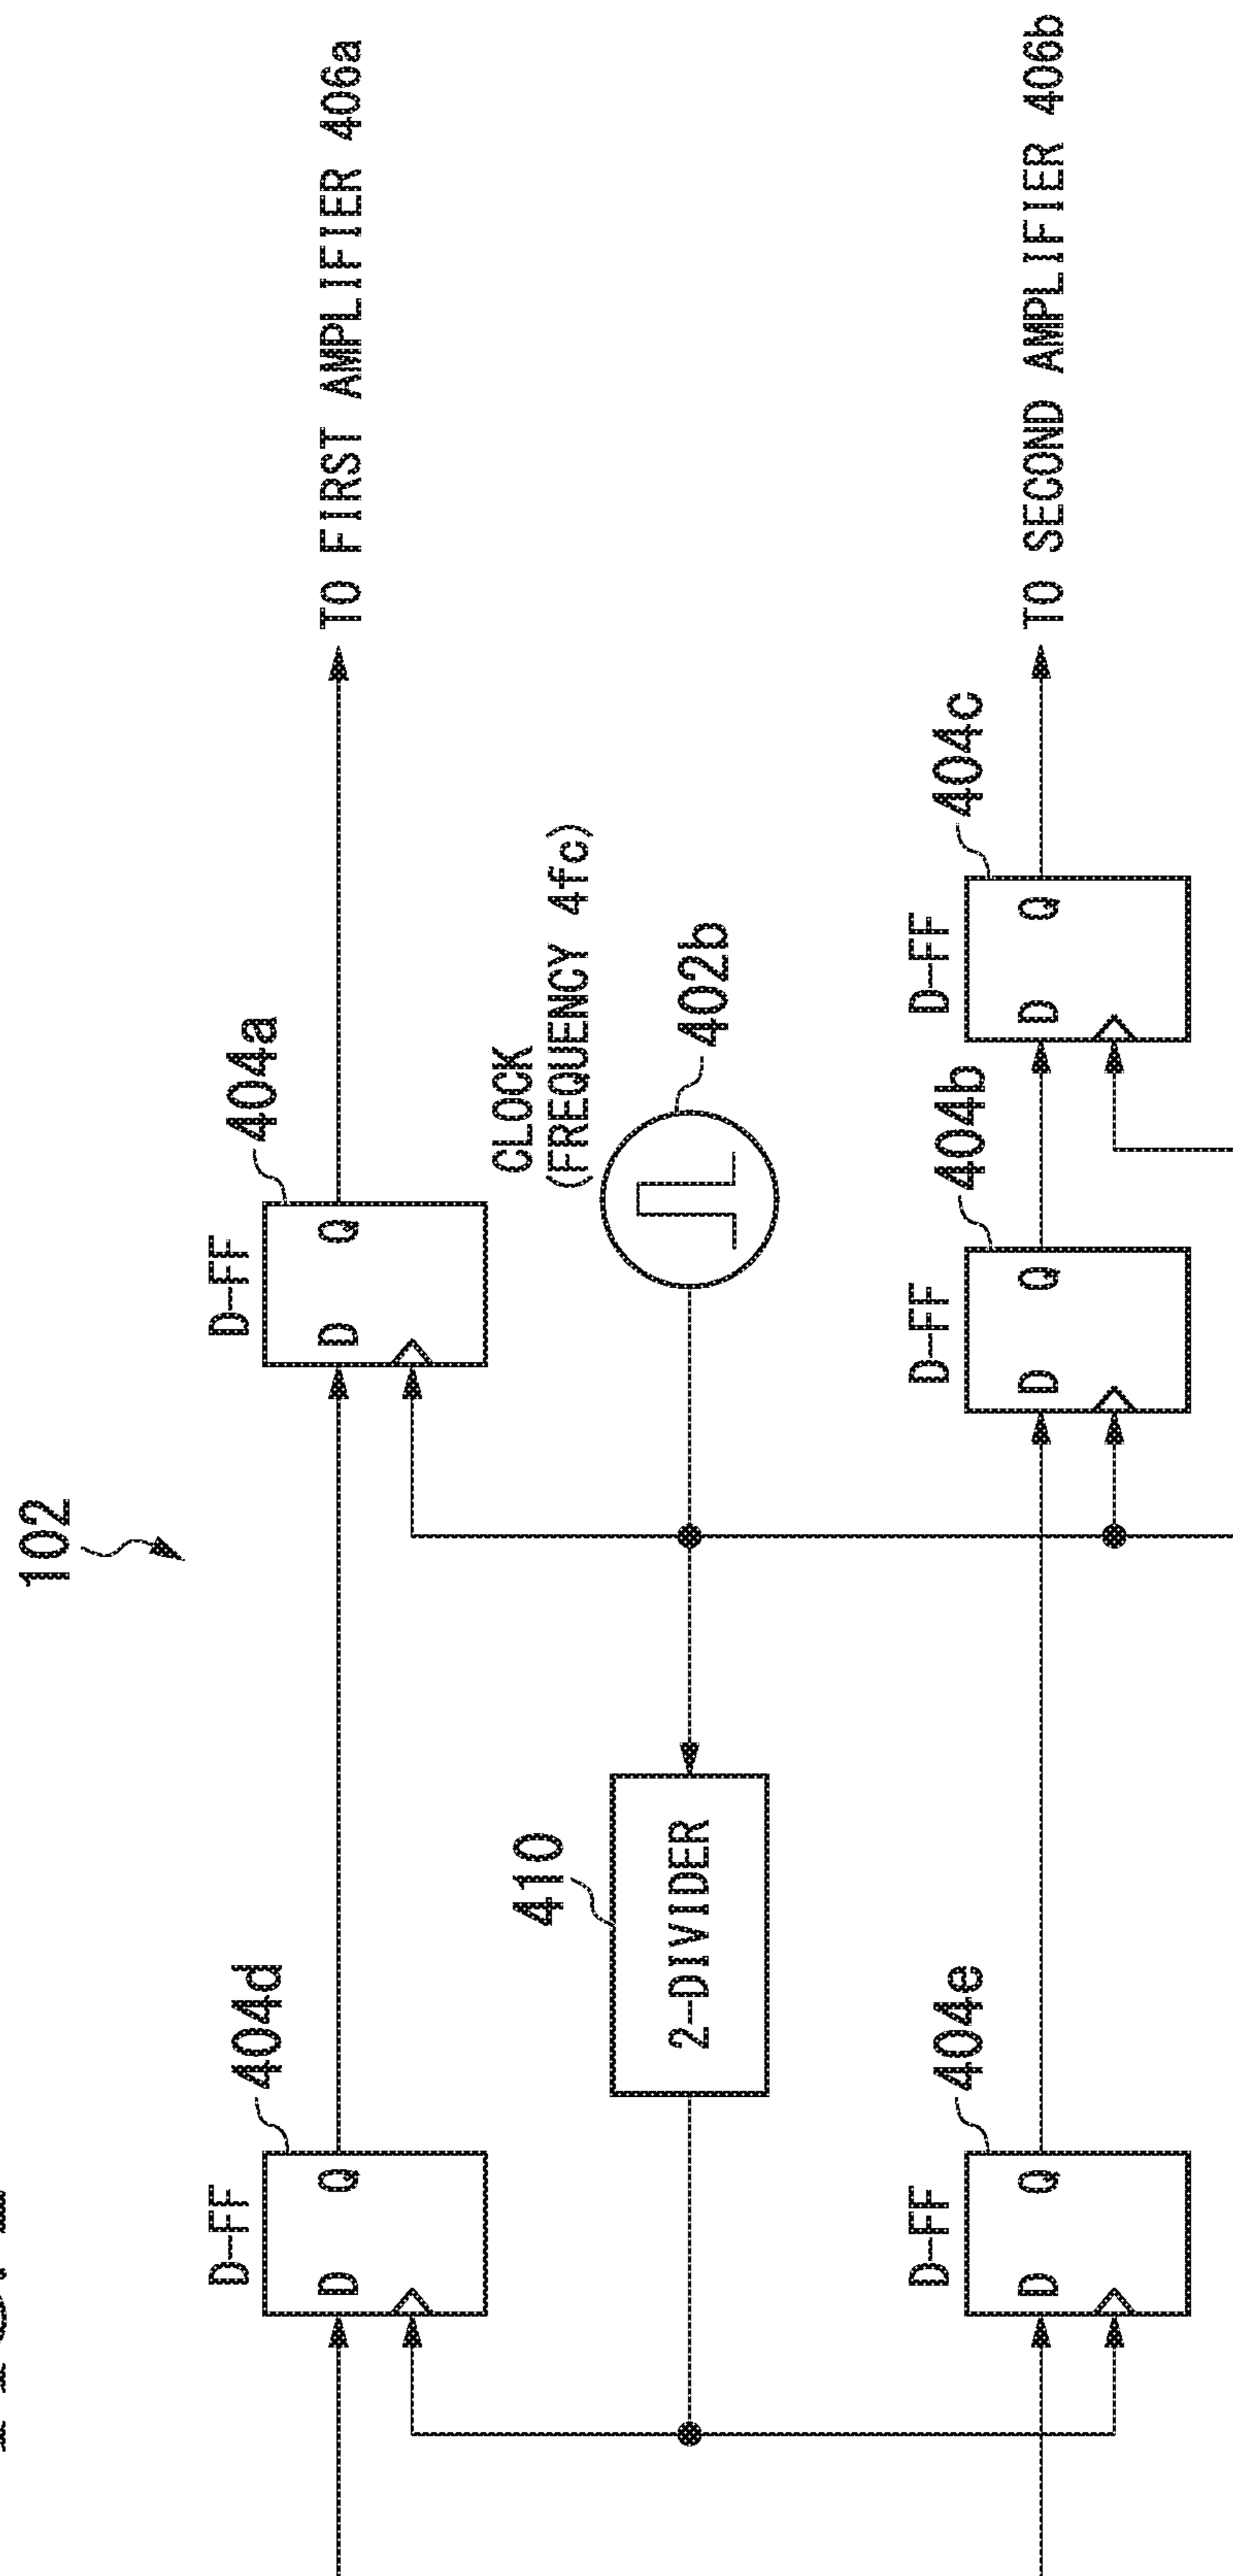 102
D-FF
404d
D
Q
D-FF
404a
D
Q
TO FIRST AMPLIFIER 406a
410
2-DIVIDER
CLOCK
(FREQUENCY 4fc)
402b
D-FF
404e
D
Q
D-FF
404b
D
Q
D-FF
404c
D
Q
TO SECOND AMPLIFIER 406b